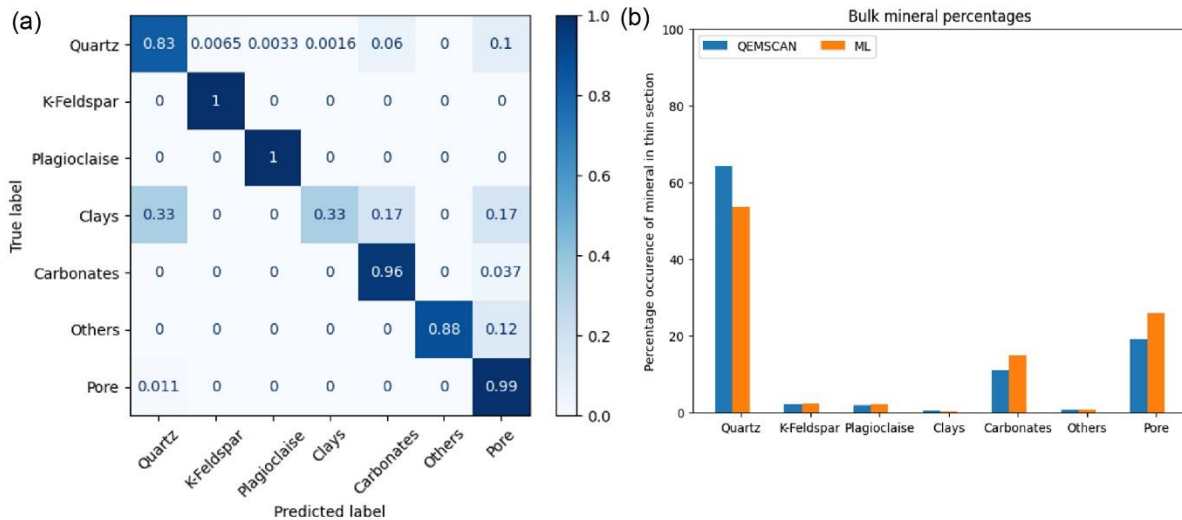 (a)
True label
Quartz 0.83 0.0065 0.0033 0.0016 0.06 0 0.1
K-Feldspar 0 1 0 0 0 0 0
Plagioclaise 0 0 1 0 0 0 0
Clays 0.33 0 0 0.33 0.17 0 0.17
Carbonates 0 0 0 0 0.96 0 0.037
Others 0 0 0 0 0 0.88 0.12
Pore 0.011 0 0 0 0 0 0.99
Quartz K-Feldspar Plagioclaise Clays Carbonates Others Pore
Predicted label
1.0
0.8
0.6
0.4
0.2
0.0
(b)
Bulk mineral percentages
QEMSCAN ML
Percentage occurence of mineral in thin section
100
80
60
40
20
0
Quartz K-Feldspar Plagioclaise Clays Carbonates Others Pore